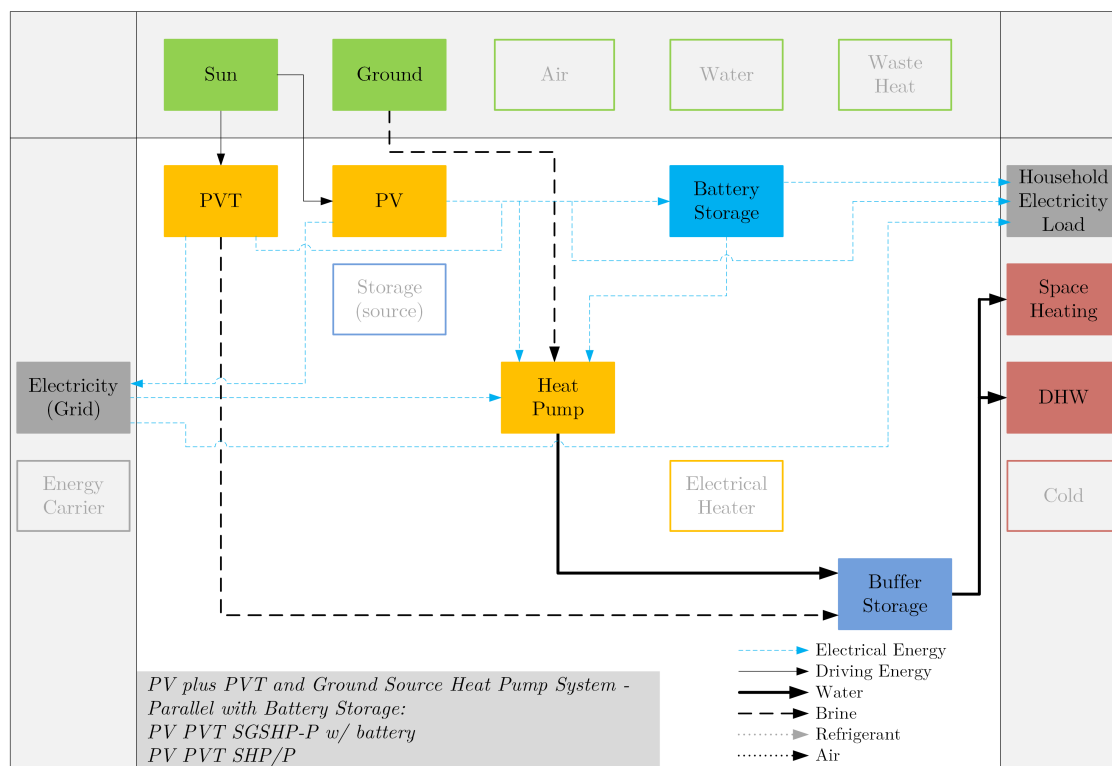 Sun
Ground
Air
Water
Waste
Heat
PVT
PV
Battery
Storage
Household
Electricity
Load
Storage
(source)
Space
Heating
Electricity
(Grid)
Heat
Pump
DHW
Energy
Carrier
Electrical
Heater
Cold
Buffer
Storage
Electrical Energy
Driving Energy
Water
Brine
Refrigerant
Air
PV plus PVT and Ground Source Heat Pump System -
Parallel with Battery Storage:
PV PVT SGSHP-P w/ battery
PV PVT SHP/P